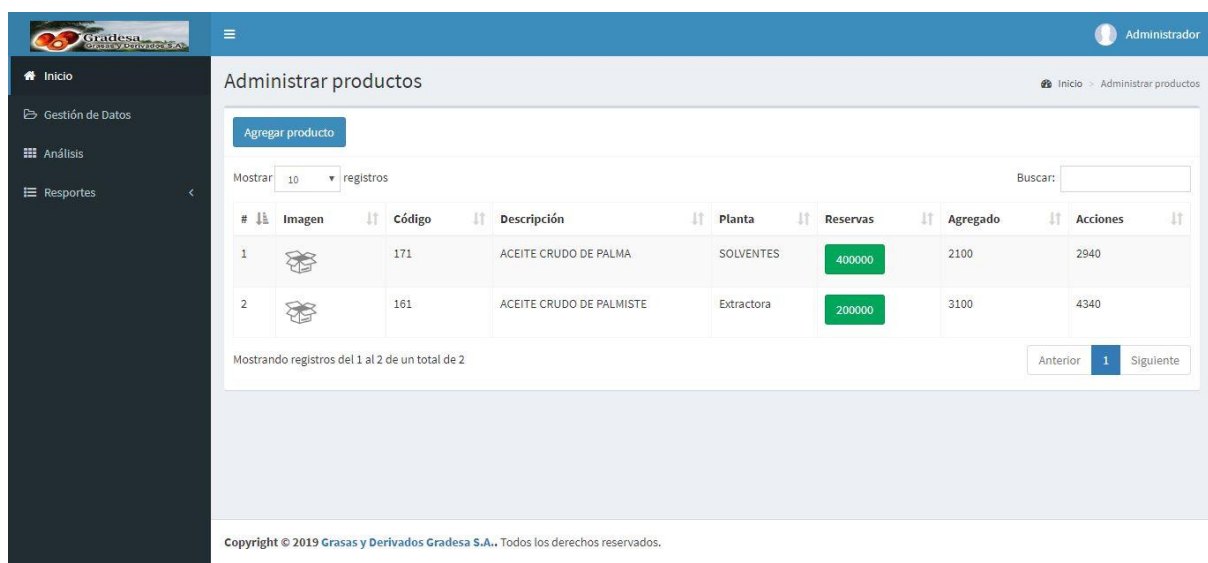 Gradesa
Grasas y Derivados S.A.
Administrador
Inicio
Gestión de Datos
Análisis
Resportes
Administrar productos
Inicio > Administrar productos
Agregar producto
Mostrar 10 registros
Buscar:
# Imagen Código Descripción Planta Reservas Agregado Acciones
1 171 ACEITE CRUDO DE PALMA SOLVENTES 400000 2100 2940
2 161 ACEITE CRUDO DE PALMISTE Extractora 200000 3100 4340
Mostrando registros del 1 al 2 de un total de 2
Anterior 1 Siguiente
Copyright © 2019 Grasas y Derivados Gradesa S.A.. Todos los derechos reservados.